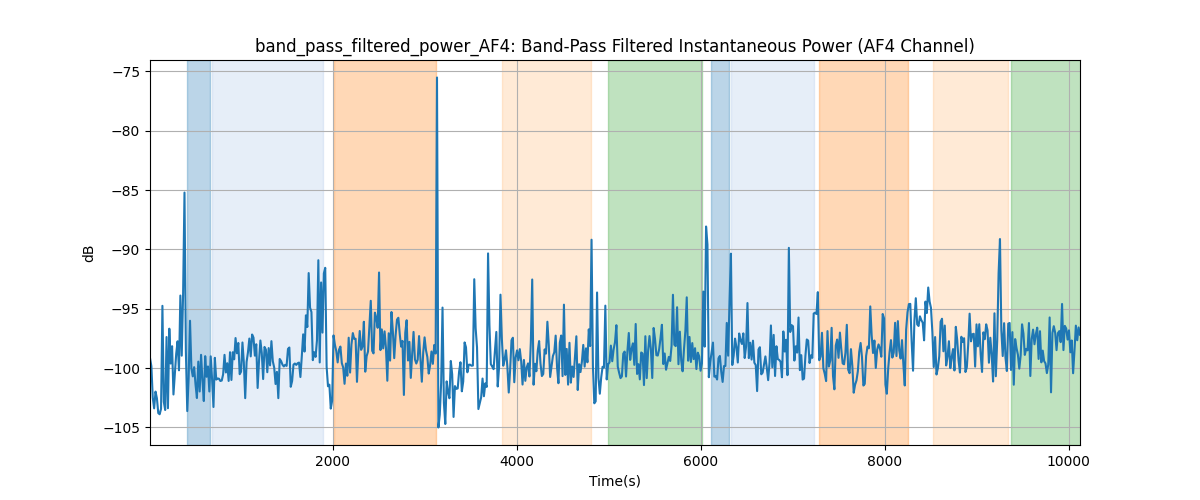 band_pass_filtered_power_AF4: Band-Pass Filtered Instantaneous Power (AF4 Channel)
−75
−80
−85
−90
−95
−100
−105
dB
2000 4000 6000 8000 10000
Time(s)